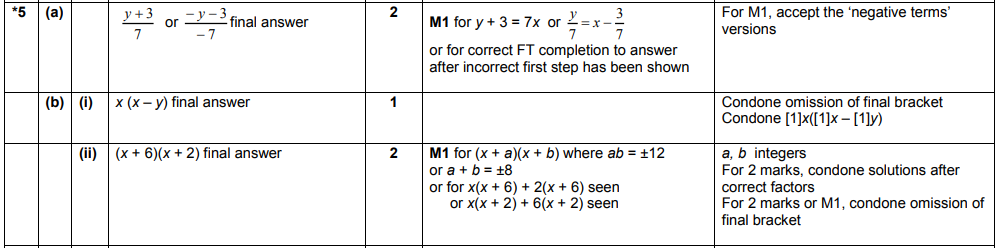 *5 (a) y + 3 / 7 or − y − 3 / − 7 final answer 2 M1 for y + 3 = 7x or y/7 = x − 3/7 For M1, accept the ‘negative terms’
versions
or for correct FT completion to answer
after incorrect first step has been shown
(b) (i) x (x – y) final answer 1 Condone omission of final bracket
Condone [1]x([1]x – [1]y)
(ii) (x + 6)(x + 2) final answer 2 M1 for (x + a)(x + b) where ab = ±12 a, b integers
or a + b = ±8 For 2 marks, condone solutions after
or for x(x + 6) + 2(x + 6) seen correct factors
or x(x + 2) + 6(x + 2) seen For 2 marks or M1, condone omission of
final bracket